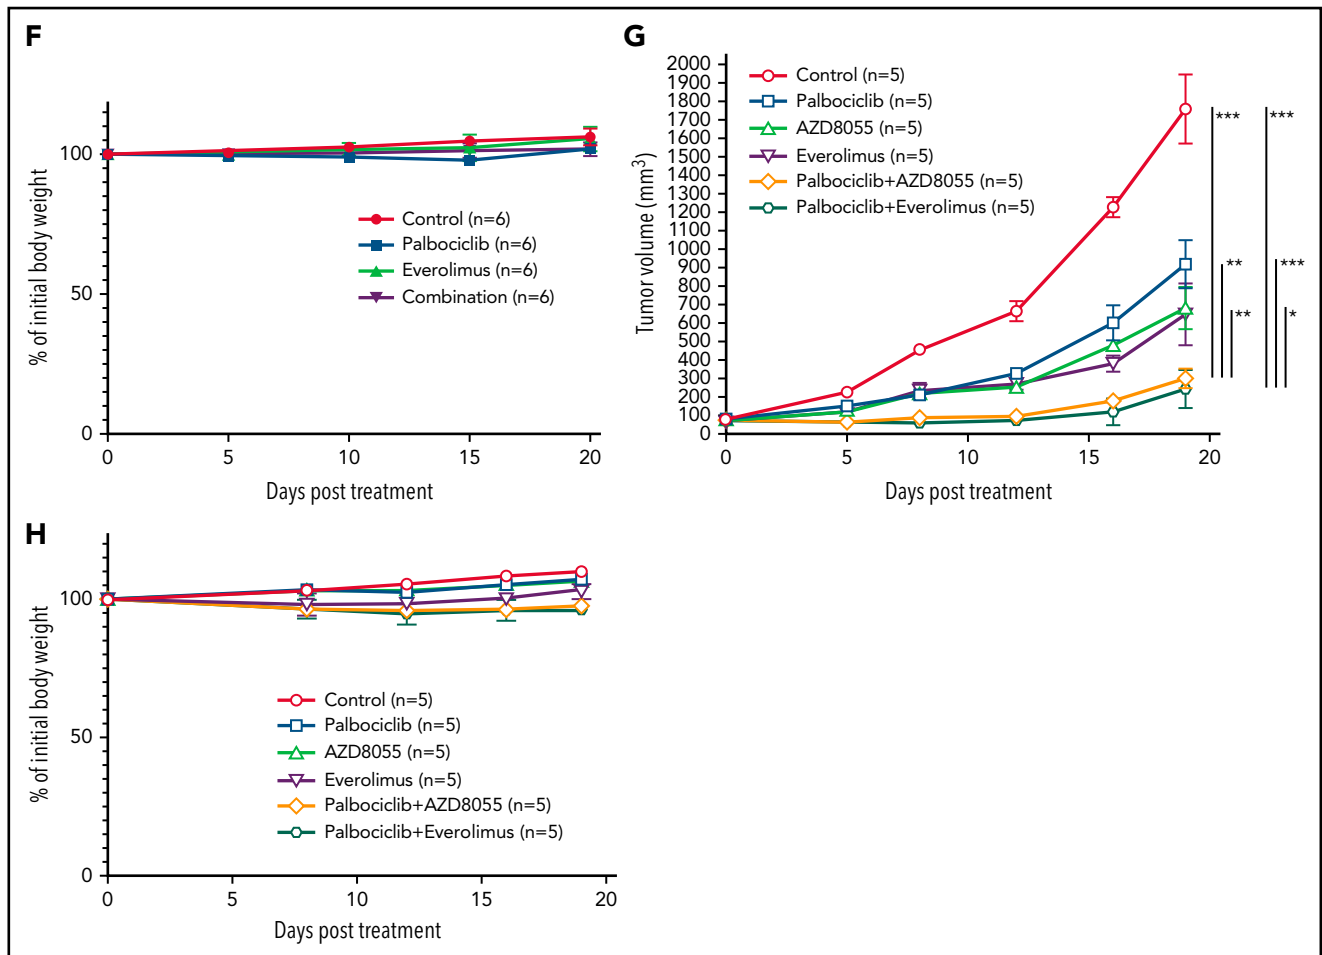 F
% of initial body weight
100
50
0
0 5 10 15 20
Days post treatment
Control (n=6)
Palbociclib (n=6)
Everolimus (n=6)
Combination (n=6)
G
Tumor volume (mm³)
2000
1900
1800
1700
1600
1500
1400
1300
1200
1100
1000
900
800
700
600
500
400
300
200
100
0
0 5 10 15 20
Days post treatment
Control (n=5)
Palbociclib (n=5)
AZD8055 (n=5)
Everolimus (n=5)
Palbociclib+AZD8055 (n=5)
Palbociclib+Everolimus (n=5)
*** ***
** ***
** *
H
% of initial body weight
100
50
0
0 5 10 15 20
Days post treatment
Control (n=5)
Palbociclib (n=5)
AZD8055 (n=5)
Everolimus (n=5)
Palbociclib+AZD8055 (n=5)
Palbociclib+Everolimus (n=5)